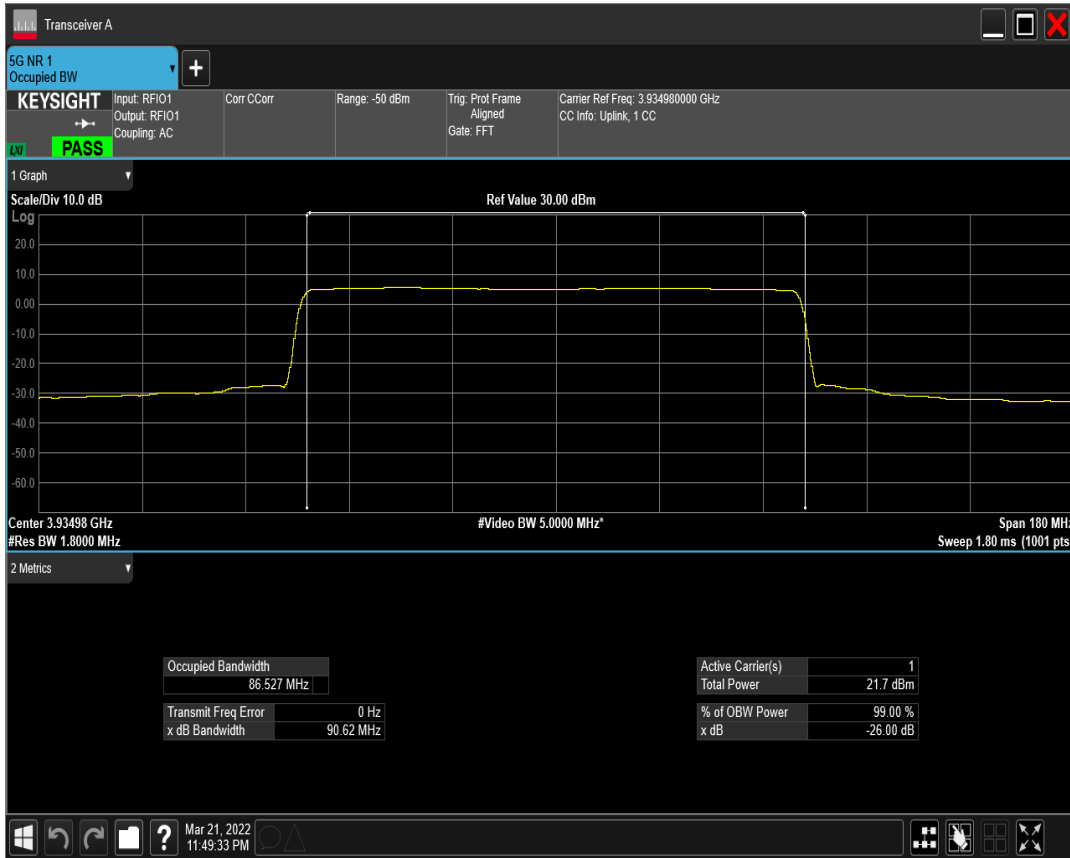 Transceiver A
5G NR 1
Occupied BW
+
KEYSIGHT
Input: RFIO1
Output: RFIO1
Coupling: AC
LXI
PASS
Corr CCorr
Range: -50 dBm
Trig: Prot Frame
Aligned
Gate: FFT
Carrier Ref Freq: 3.934980000 GHz
CC Info: Uplink, 1 CC
1 Graph
Scale/Div 10.0 dB
Ref Value 30.00 dBm
Log
20.0
10.0
0.00
-10.0
-20.0
-30.0
-40.0
-50.0
-60.0
Center 3.93498 GHz
#Video BW 5.0000 MHz*
Span 180 MHz
#Res BW 1.8000 MHz
Sweep 1.80 ms (1001 pts
2 Metrics
Occupied Bandwidth
86.527 MHz
Transmit Freq Error 0 Hz
x dB Bandwidth 90.62 MHz
Active Carrier(s) 1
Total Power 21.7 dBm
% of OBW Power 99.00 %
x dB -26.00 dB
?
Mar 21, 2022
11:49:33 PM